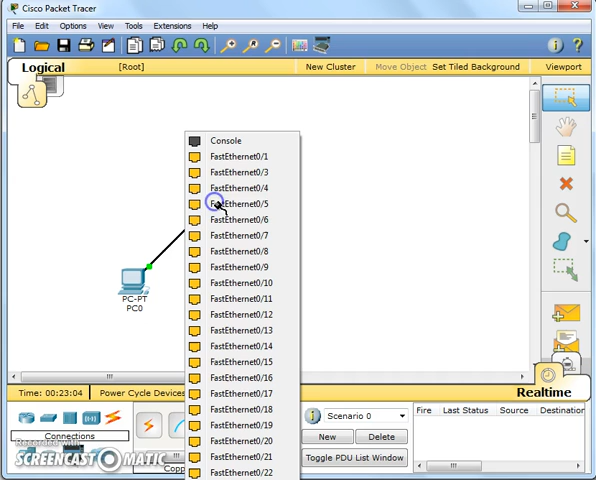 Cisco Packet Tracer
File Edit Options View Tools Extensions Help
Logical [Root] New Cluster Move Object Set Tiled Background Viewport
Console
FastEthernet0/1
FastEthernet0/3
FastEthernet0/4
FastEthernet0/5
FastEthernet0/6
FastEthernet0/7
FastEthernet0/8
FastEthernet0/9
FastEthernet0/10
FastEthernet0/11
FastEthernet0/12
FastEthernet0/13
FastEthernet0/14
FastEthernet0/15
FastEthernet0/16
FastEthernet0/17
FastEthernet0/18
FastEthernet0/19
FastEthernet0/20
FastEthernet0/21
FastEthernet0/22
PC-PT
PC0
Time: 00:23:04 Power Cycle Devices
Realtime
Connections
Scenario 0
New Delete
Toggle PDU List Window
Fire Last Status Source Destination
Recorded with
SCREENCAST-O-MATIC
Copp